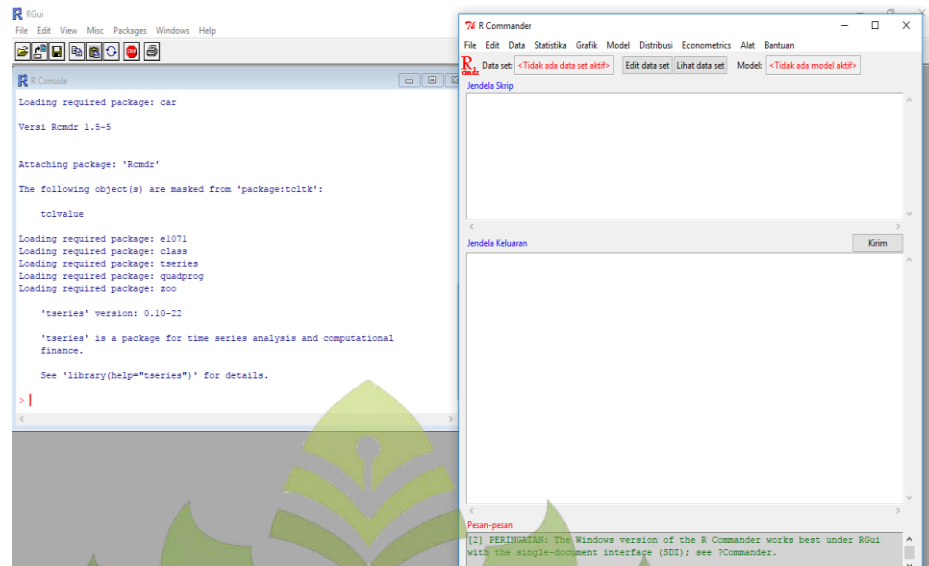 RGui
File Edit View Misc Packages Windows Help
STOP
R Console
Loading required package: car
Versi Rcmdr 1.5-5
Attaching package: 'Rcmdr'
The following object(s) are masked from 'package:tcltk':
tclvalue
Loading required package: e1071
Loading required package: class
Loading required package: tseries
Loading required package: quadprog
Loading required package: zoo
'tseries' version: 0.10-22
'tseries' is a package for time series analysis and computational
finance.
See 'library(help="tseries")' for details.
>
R Commander
File Edit Data Statistika Grafik Model Distribusi Econometrics Alat Bantuan
R cmdr Data set: <Tidak ada data set aktif> Edit data set Lihat data set Model: <Tidak ada model aktif>
Jendela Skrip
Jendela Keluaran Kirim
Pesan-pesan
[2] PERINGATAN: The Windows version of the R Commander works best under RGui
with the single-document interface (SDI); see ?Commander.